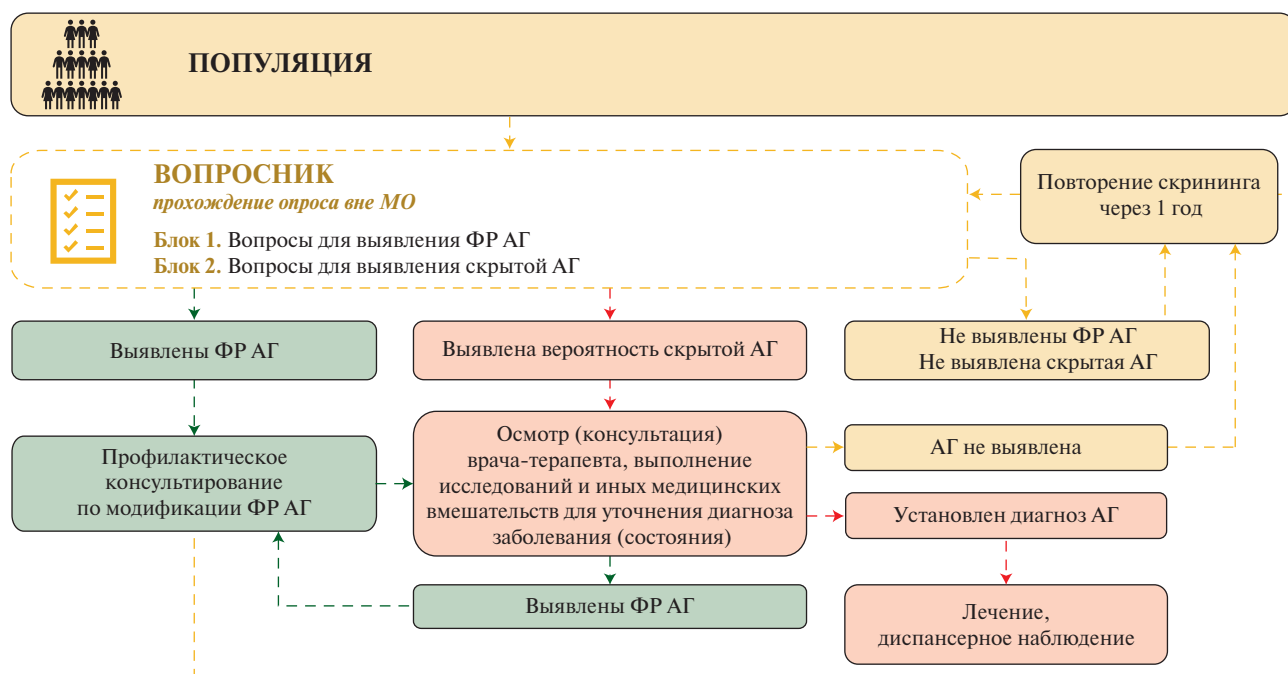 ПОПУЛЯЦИЯ
ВОПРОСНИК
прохождение опроса вне МО
Блок 1. Вопросы для выявления ФР АГ
Блок 2. Вопросы для выявления скрытой АГ
Повторение скрининга
через 1 год
Выявлены ФР АГ
Выявлена вероятность скрытой АГ
Не выявлены ФР АГ
Не выявлена скрытая АГ
Профилактическое
консультирование
по модификации ФР АГ
Осмотр (консультация)
врача-терапевта, выполнение
исследований и иных медицинских
вмешательств для уточнения диагноза
заболевания (состояния)
АГ не выявлена
Установлен диагноз АГ
Выявлены ФР АГ
Лечение,
диспансерное наблюдение